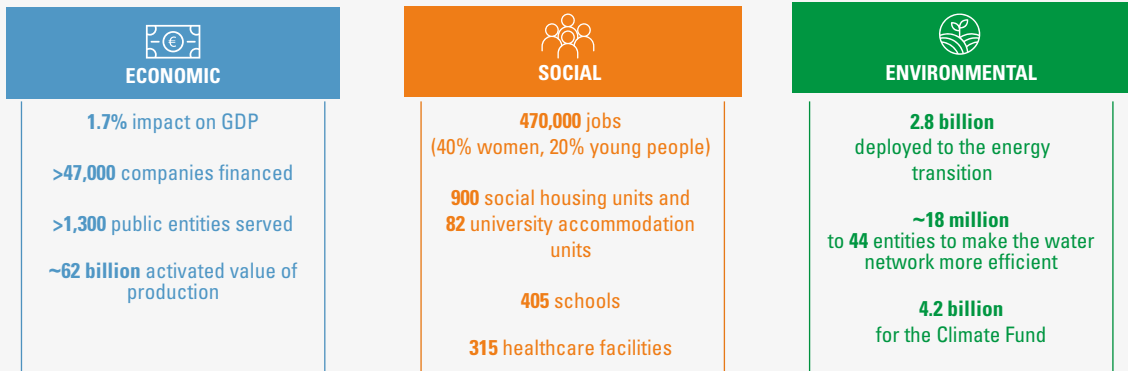 ECONOMIC
1.7% impact on GDP
>47,000 companies financed
>1,300 public entities served
~62 billion activated value of
production
SOCIAL
470,000 jobs
(40% women, 20% young people)
900 social housing units and
82 university accommodation
units
405 schools
315 healthcare facilities
ENVIRONMENTAL
2.8 billion
deployed to the energy
transition
~18 million
to 44 entities to make the water
network more efficient
4.2 billion
for the Climate Fund